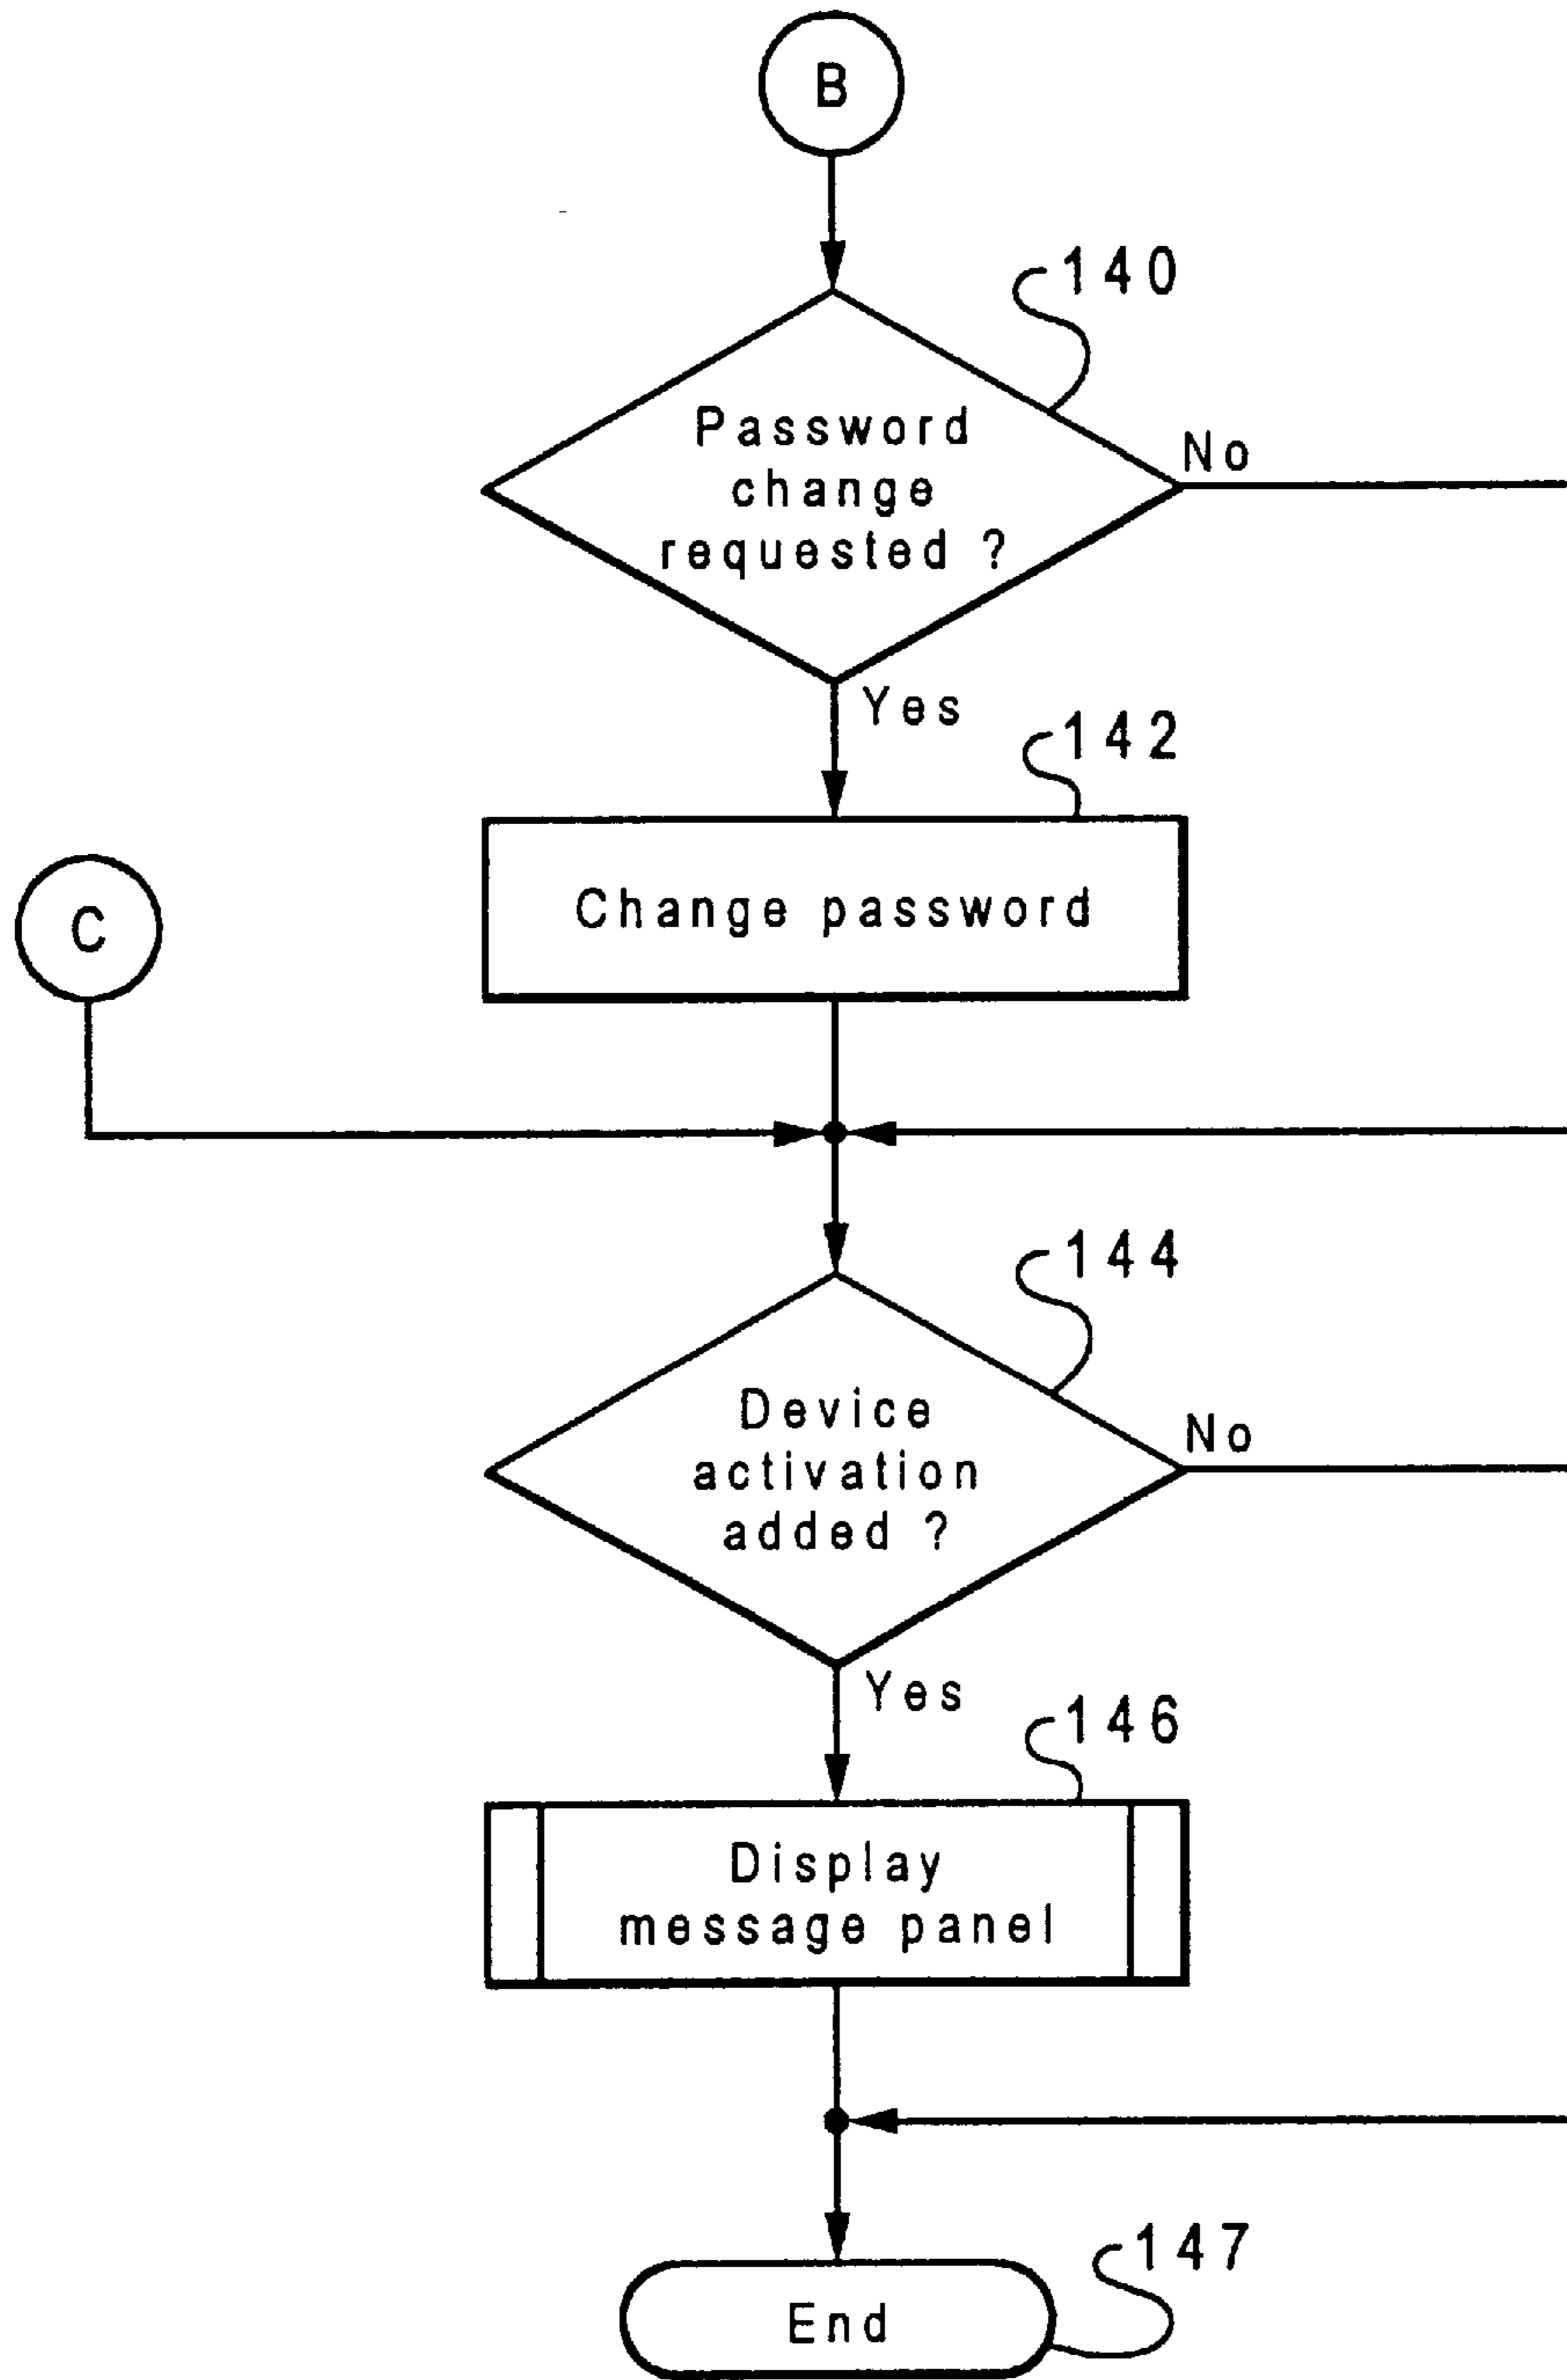 B
140
Password
change
requested ?
No
Yes
142
Change password
C
144
Device
activation
added ?
No
Yes
146
Display
message panel
147
End